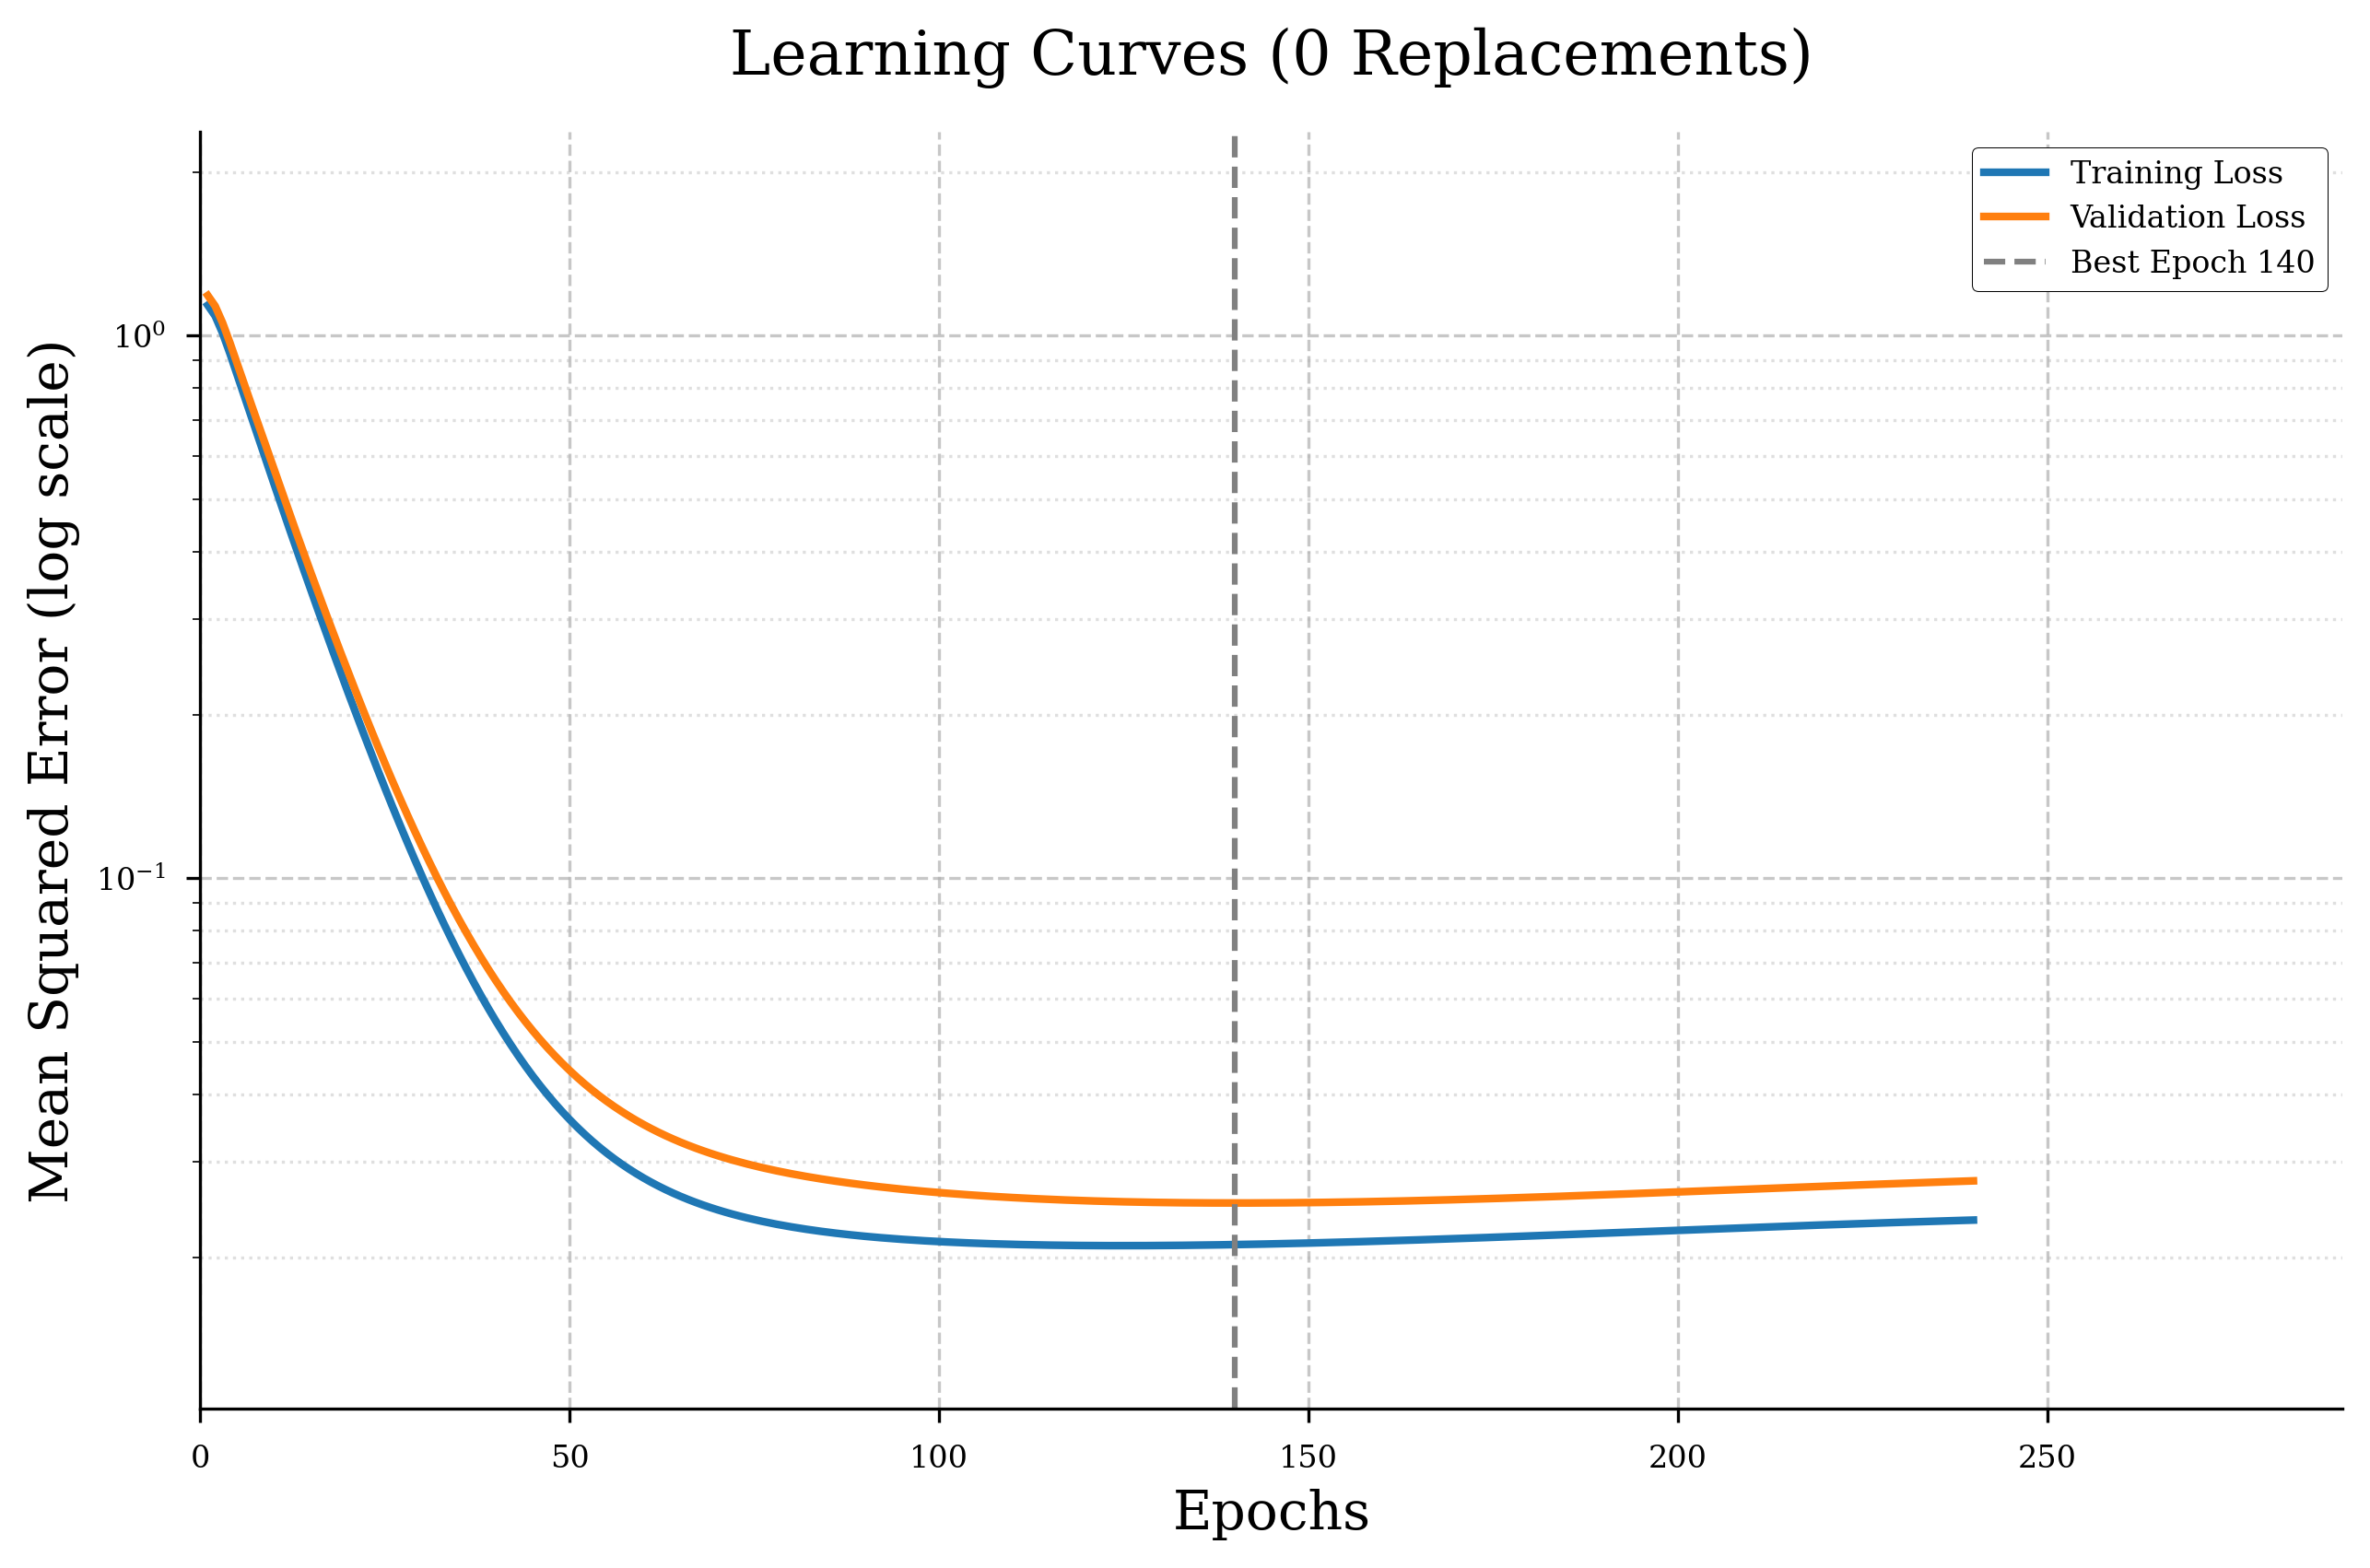 Learning Curves (0 Replacements)
Training Loss
Validation Loss
Best Epoch 140
Mean Squared Error (log scale)
10⁰
10⁻¹
0 50 100 150 200 250
Epochs